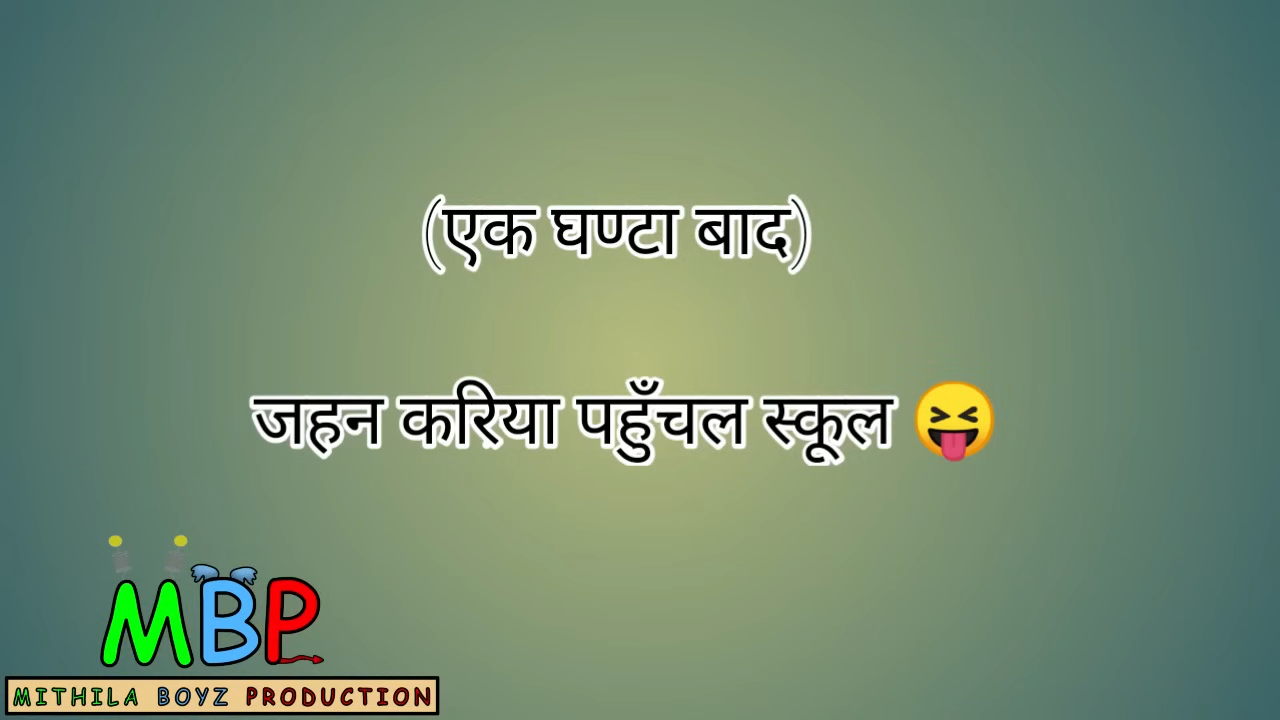 (एक घण्टा बाद)
जहन करिया पहुँचल स्कूल 😝
MBP
MITHILA BOYZ PRODUCTION